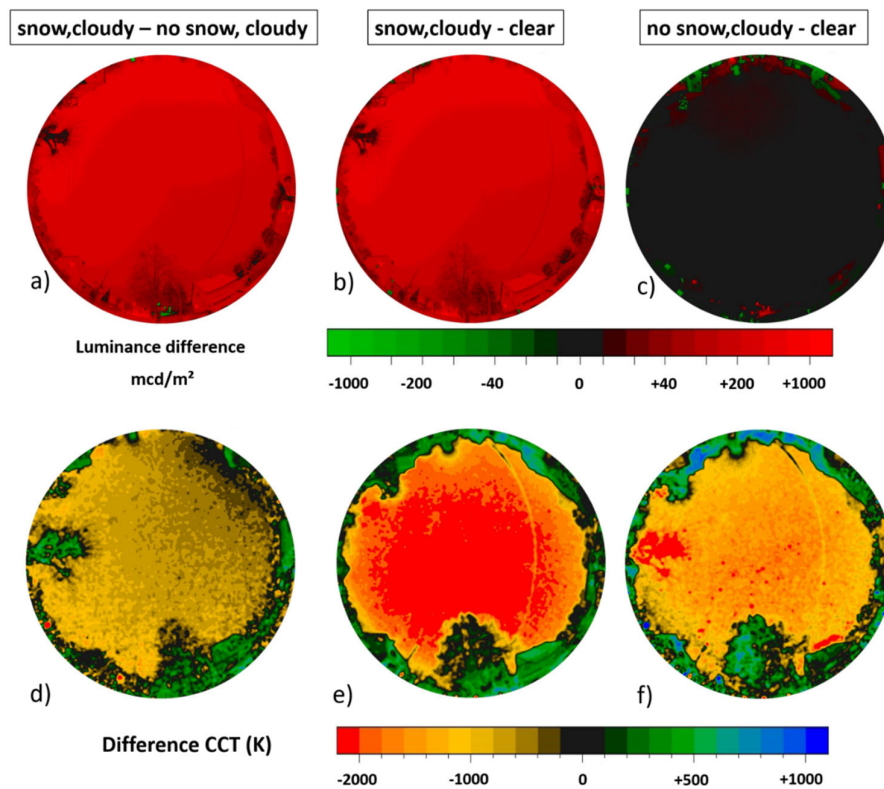 snow,cloudy – no snow, cloudy
snow,cloudy - clear
no snow,cloudy - clear
a)
b)
c)
Luminance difference
mcd/m²
-1000 -200 -40 0 +40 +200 +1000
d)
e)
f)
Difference CCT (K)
-2000 -1000 0 +500 +1000